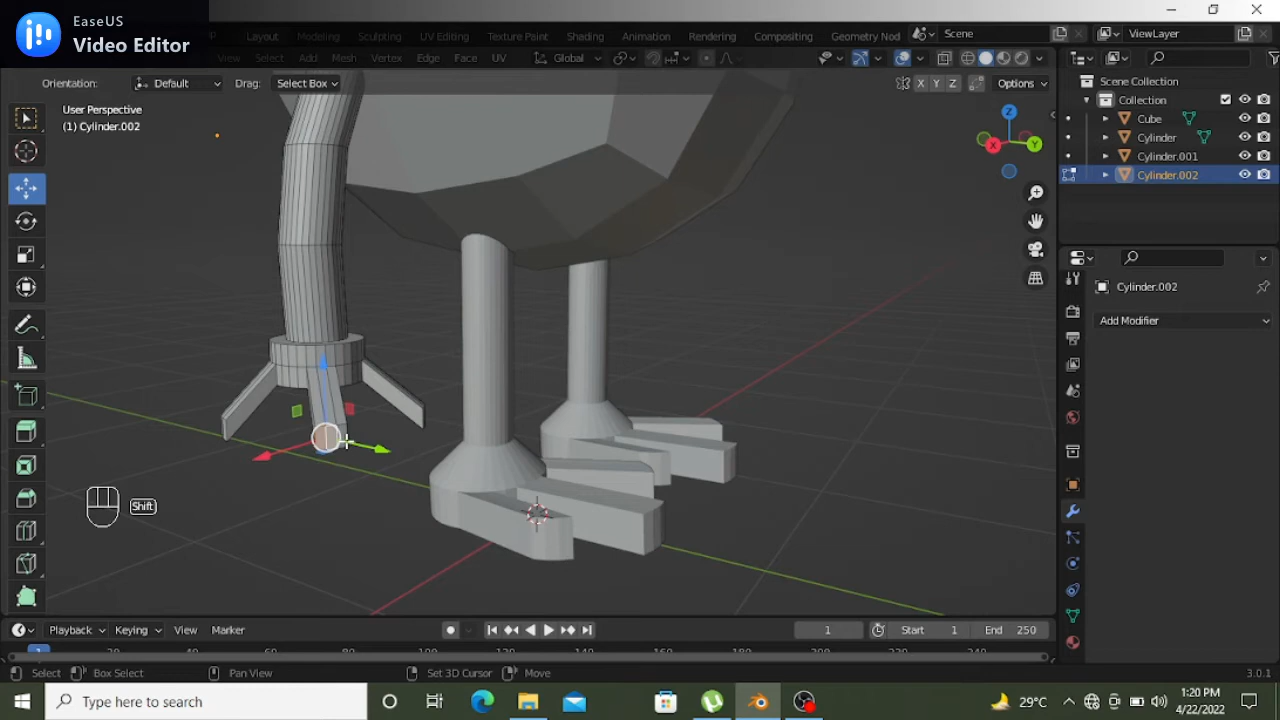 EaseUS
Video Editor
Layout Modeling Sculpting UV Editing Texture Paint Shading Animation Rendering Compositing Geometry Nod Scene ViewLayer
View Select Add Mesh Vertex Edge Face UV Global
Orientation: Default Drag: Select Box X Y Z Options
User Perspective
(1) Cylinder.002
Z
X Y
Scene Collection
Collection
Cube
Cylinder
Cylinder.001
Cylinder.002
Cylinder.002
Add Modifier
Shift
Playback Keying View Marker 1 Start 1 End 250
Select Box Select Pan View Set 3D Cursor Move 3.0.1
Type here to search
29°C
1:20 PM
4/22/2022